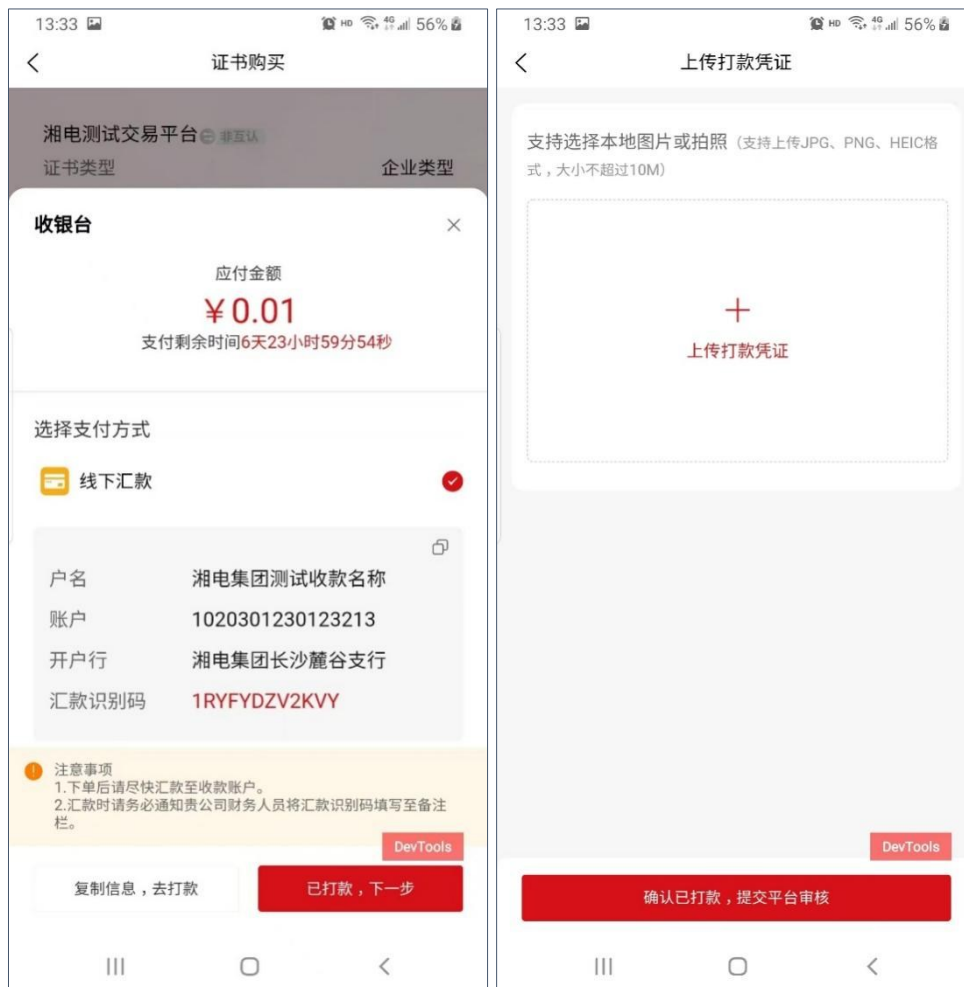 13:33
HD 4G 56%
证书购买
湘电测试交易平台 非互认
证书类型 企业类型
收银台
应付金额
￥0.01
支付剩余时间6天23小时59分54秒
选择支付方式
线下汇款
户名 湘电集团测试收款名称
账户 1020301230123213
开户行 湘电集团长沙麓谷支行
汇款识别码 1RYFYDZV2KVY
注意事项
1.下单后请尽快汇款至收款账户。
2.汇款时请务必通知贵公司财务人员将汇款识别码填写至备注
栏。
DevTools
复制信息，去打款
已打款，下一步
13:33
HD 4G 56%
上传打款凭证
支持选择本地图片或拍照（支持上传JPG、PNG、HEIC格
式，大小不超过10M）
上传打款凭证
DevTools
确认已打款，提交平台审核